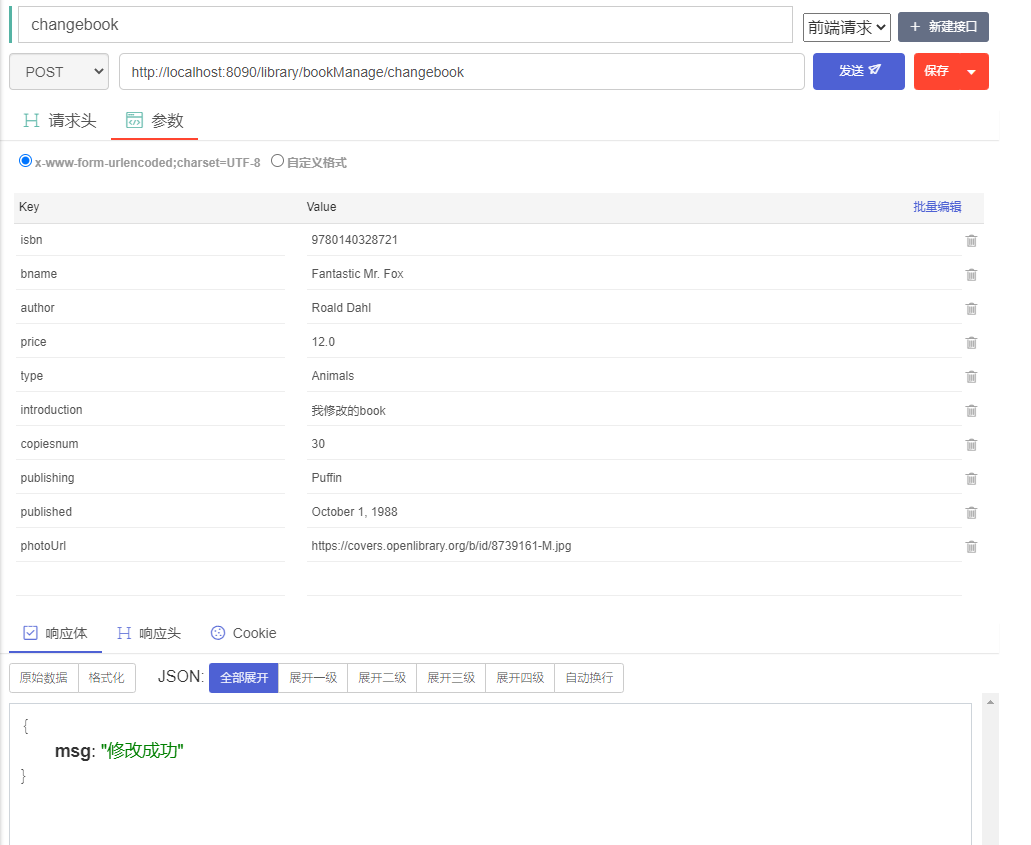 changebook 前端请求 + 新建接口
POST http://localhost:8090/library/bookManage/changebook 发送 保存
请求头 参数
x-www-form-urlencoded;charset=UTF-8 自定义格式
Key Value 批量编辑
isbn 9780140328721
bname Fantastic Mr. Fox
author Roald Dahl
price 12.0
type Animals
introduction 我修改的book
copiesnum 30
publishing Puffin
published October 1, 1988
photoUrl https://covers.openlibrary.org/b/id/8739161-M.jpg
响应体 响应头 Cookie
原始数据 格式化 JSON: 全部展开 展开一级 展开二级 展开三级 展开四级 自动换行
{
msg: "修改成功"
}